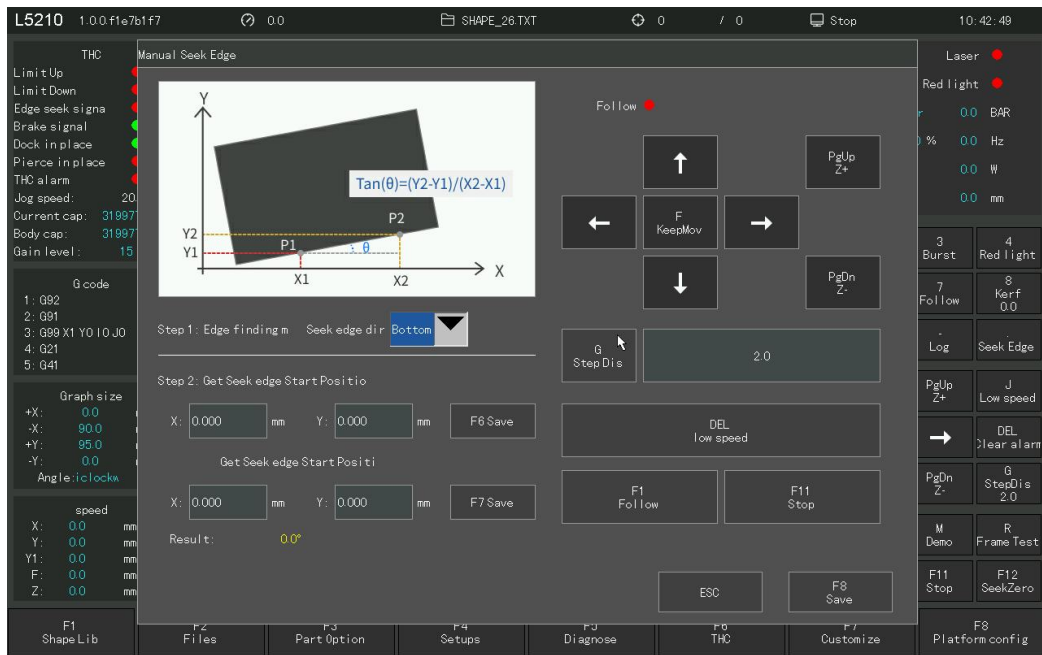 L5210 1.0.0.f1e7b1f7 0.0 SHAPE_26.TXT 0 / 0 Stop 10:42:49
THC
Limit Up
Limit Down
Edge seek signa
Brake signal
Dock in place
Pierce in place
THC alarm
Jog speed: 20.
Current cap: 31997
Body cap: 31997
Gain level: 15
G code
1: G92
2: G91
3: G99 X1 Y0 I0 J0
4: G21
5: G41
Graph size
+X: 0.0
-X: 90.0
+Y: 95.0
-Y: 0.0
Angle:iclockw
speed
X: 0.0 mm
Y: 0.0 mm
Y1: 0.0 mm
F: 0.0 mm
Z: 0.0 mm
Manual Seek Edge
Y
Tan(θ)=(Y2-Y1)/(X2-X1)
P2
Y2
Y1
P1
θ
X
X1
X2
Step 1: Edge finding m Seek edge dir Bottom
Step 2: Get Seek edge Start Positio
X: 0.000 mm Y: 0.000 mm F6 Save
Get Seek edge Start Positi
X: 0.000 mm Y: 0.000 mm F7 Save
Result: 0.0°
Follow
PgUp
Z+
F
KeepMov
PgDn
Z-
G
StepDis
2.0
DEL
low speed
F1
Follow
F11
Stop
ESC
F8
Save
Laser
Red light
0.0 BAR
% 0.0 Hz
0.0 W
0.0 mm
3
Burst
4
Red light
7
Follow
8
Kerf
0.0
-
Log
.
Seek Edge
PgUp
Z+
J
Low speed
DEL
Clear alarm
PgDn
Z-
G
StepDis
2.0
M
Demo
R
Frame Test
F11
Stop
F12
SeekZero
F1
Shape Lib
F2
Files
F3
Part Option
F4
Setups
F5
Diagnose
F6
THC
F7
Customize
F8
Platform config